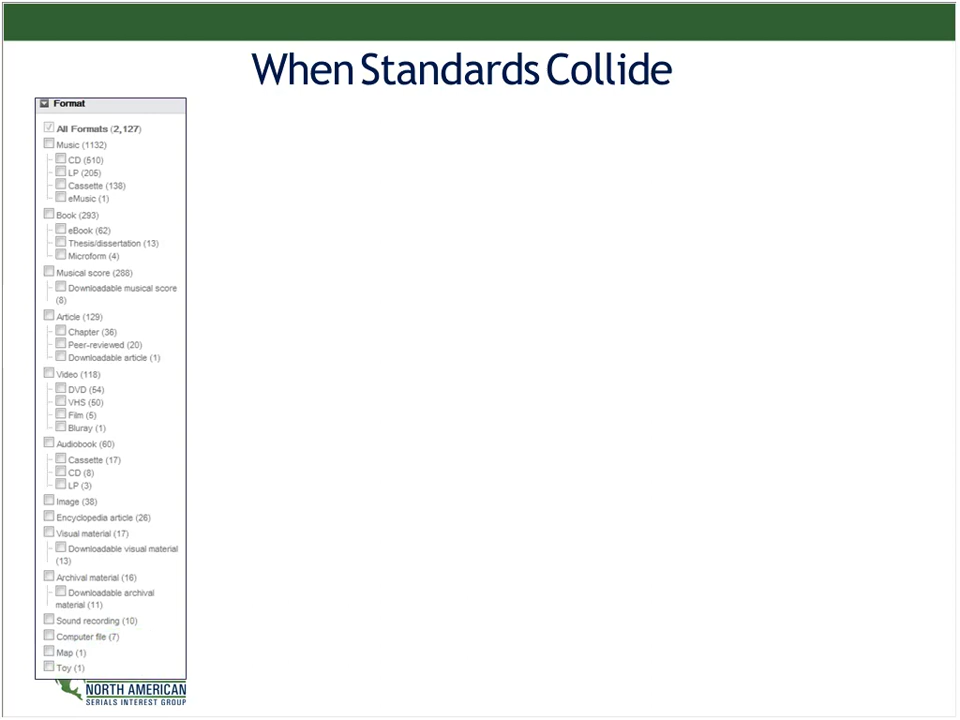 When Standards Collide
Format
All Formats (2,127)
Music (1132)
CD (510)
LP (205)
Cassette (138)
eMusic (1)
Book (293)
eBook (62)
Thesis/dissertation (13)
Microform (4)
Musical score (288)
Downloadable musical score
(8)
Article (129)
Chapter (36)
Peer-reviewed (20)
Downloadable article (1)
Video (118)
DVD (54)
VHS (50)
Film (5)
Bluray (1)
Audiobook (60)
Cassette (17)
CD (8)
LP (3)
Image (38)
Encyclopedia article (26)
Visual material (17)
Downloadable visual material
(13)
Archival material (16)
Downloadable archival
material (11)
Sound recording (10)
Computer file (7)
Map (1)
Toy (1)
NORTH AMERICAN
SERIALS INTEREST GROUP